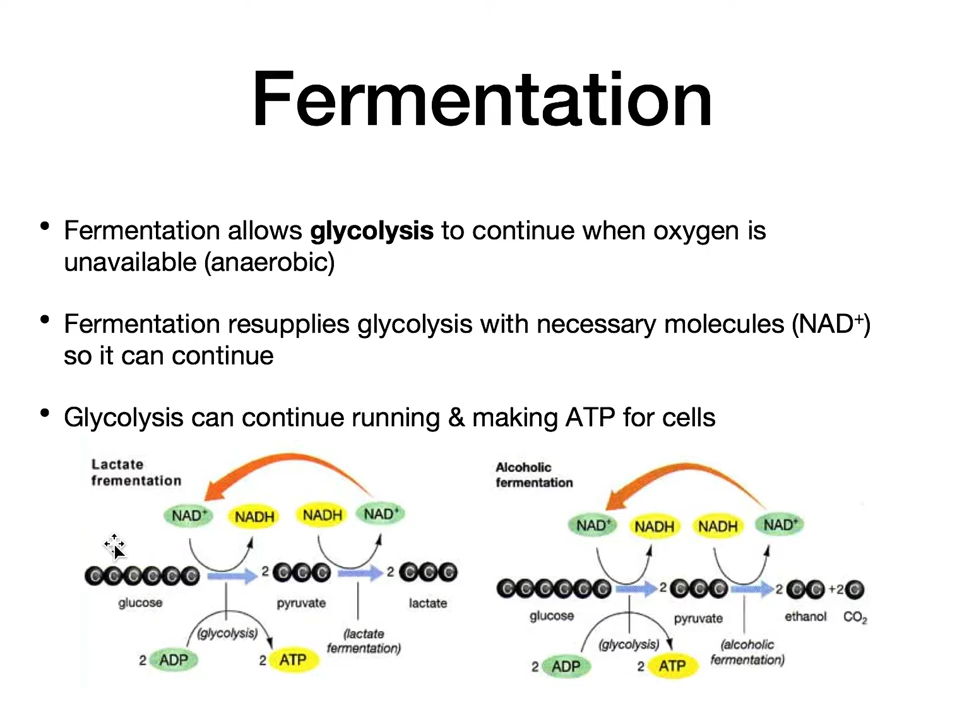 Fermentation
• Fermentation allows glycolysis to continue when oxygen is
unavailable (anaerobic)
• Fermentation resupplies glycolysis with necessary molecules (NAD⁺)
so it can continue
• Glycolysis can continue running & making ATP for cells
Lactate
frementation
NAD⁺ NADH NADH NAD⁺
C C C C C C 2 C C C 2 C C C
glucose pyruvate lactate
(glycolysis) (lactate
fermentation)
2 ADP 2 ATP
Alcoholic
fermentation
NAD⁺ NADH NADH NAD⁺
C C C C C C 2 C C C 2 C C +2 C
glucose pyruvate ethanol CO₂
(glycolysis) (alcoholic
fermentation)
2 ADP 2 ATP